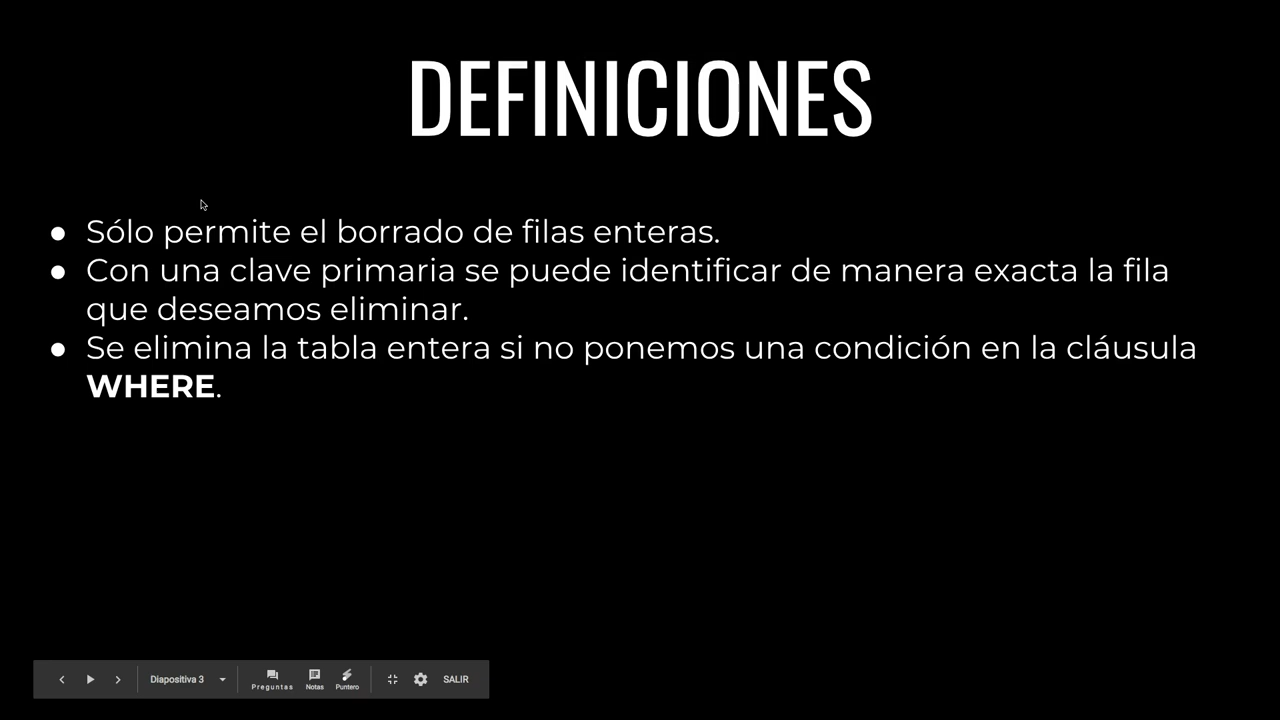 DEFINICIONES
● Sólo permite el borrado de filas enteras.
● Con una clave primaria se puede identificar de manera exacta la fila
que deseamos eliminar.
● Se elimina la tabla entera si no ponemos una condición en la cláusula
WHERE.
Diapositiva 3
Preguntas
Notas
Puntero
SALIR